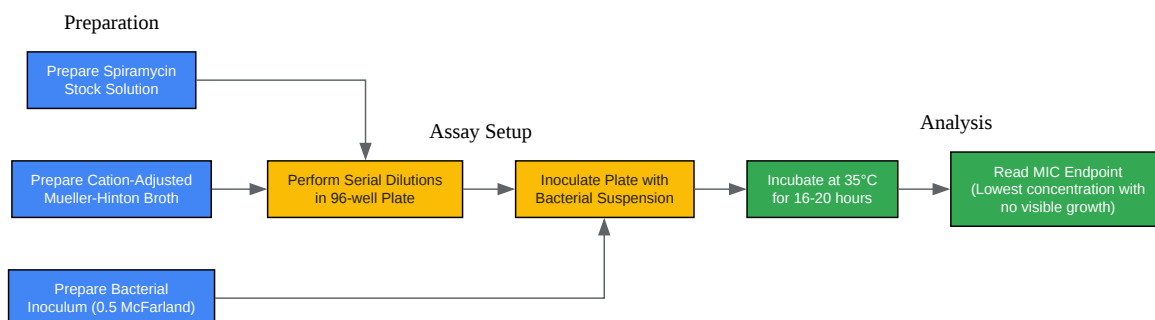 Preparation
Prepare Spiramycin
Stock Solution
Assay Setup
Analysis
Prepare Cation-Adjusted
Mueller-Hinton Broth
Perform Serial Dilutions
in 96-well Plate
Inoculate Plate with
Bacterial Suspension
Incubate at 35°C
for 16-20 hours
Read MIC Endpoint
(Lowest concentration with
no visible growth)
Prepare Bacterial
Inoculum (0.5 McFarland)